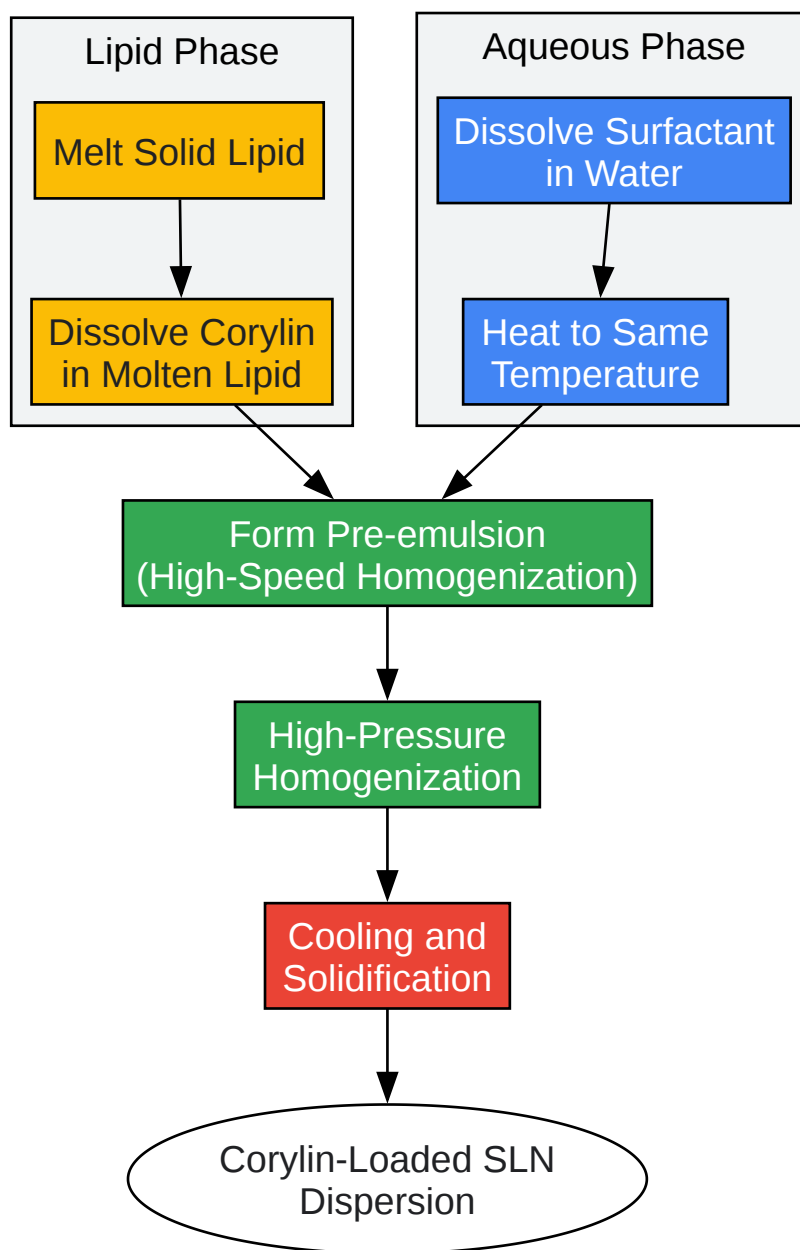 Lipid Phase
Melt Solid Lipid
Dissolve Corylin
in Molten Lipid
Aqueous Phase
Dissolve Surfactant
in Water
Heat to Same
Temperature
Form Pre-emulsion
(High-Speed Homogenization)
High-Pressure
Homogenization
Cooling and
Solidification
Corylin-Loaded SLN
Dispersion